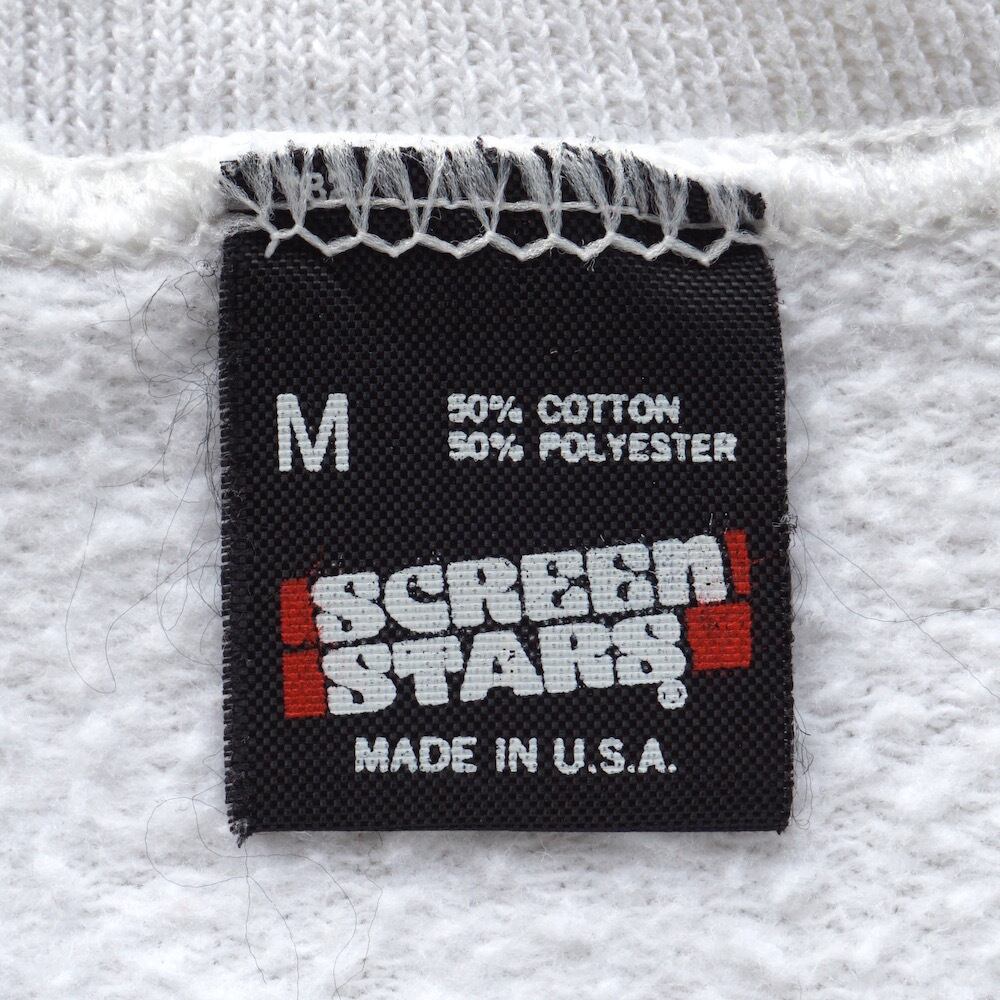 M
50% COTTON
50% POLYESTER
SCREEN
STARS®
MADE IN U.S.A.